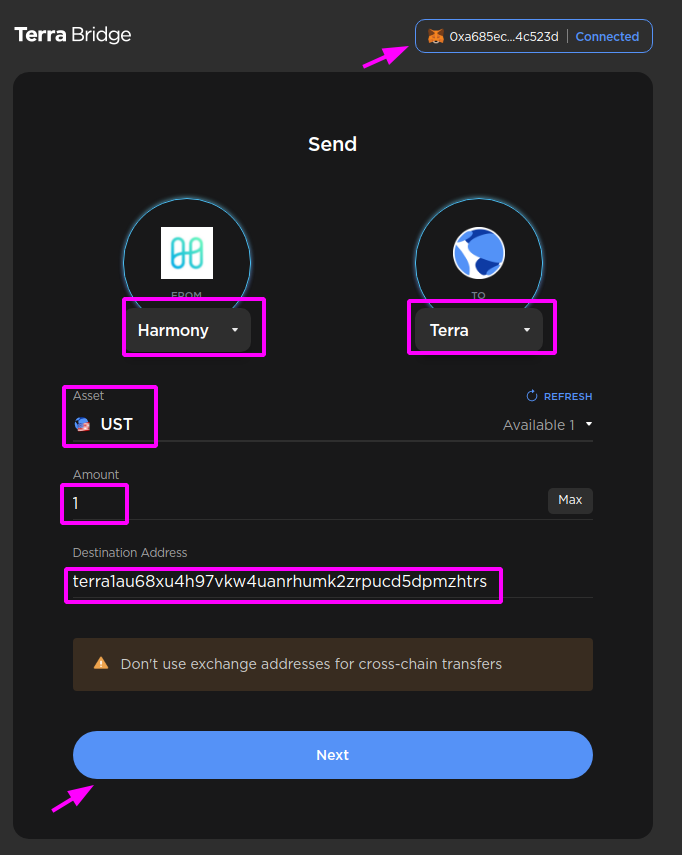 Terra Bridge
0xa685ec...4c523d | Connected
Send
FROM
TO
Harmony
Terra
Asset
REFRESH
UST
Available 1
Amount
1
Max
Destination Address
terra1au68xu4h97vkw4uanrhumk2zrpucd5dpmzhtrs
Don't use exchange addresses for cross-chain transfers
Next